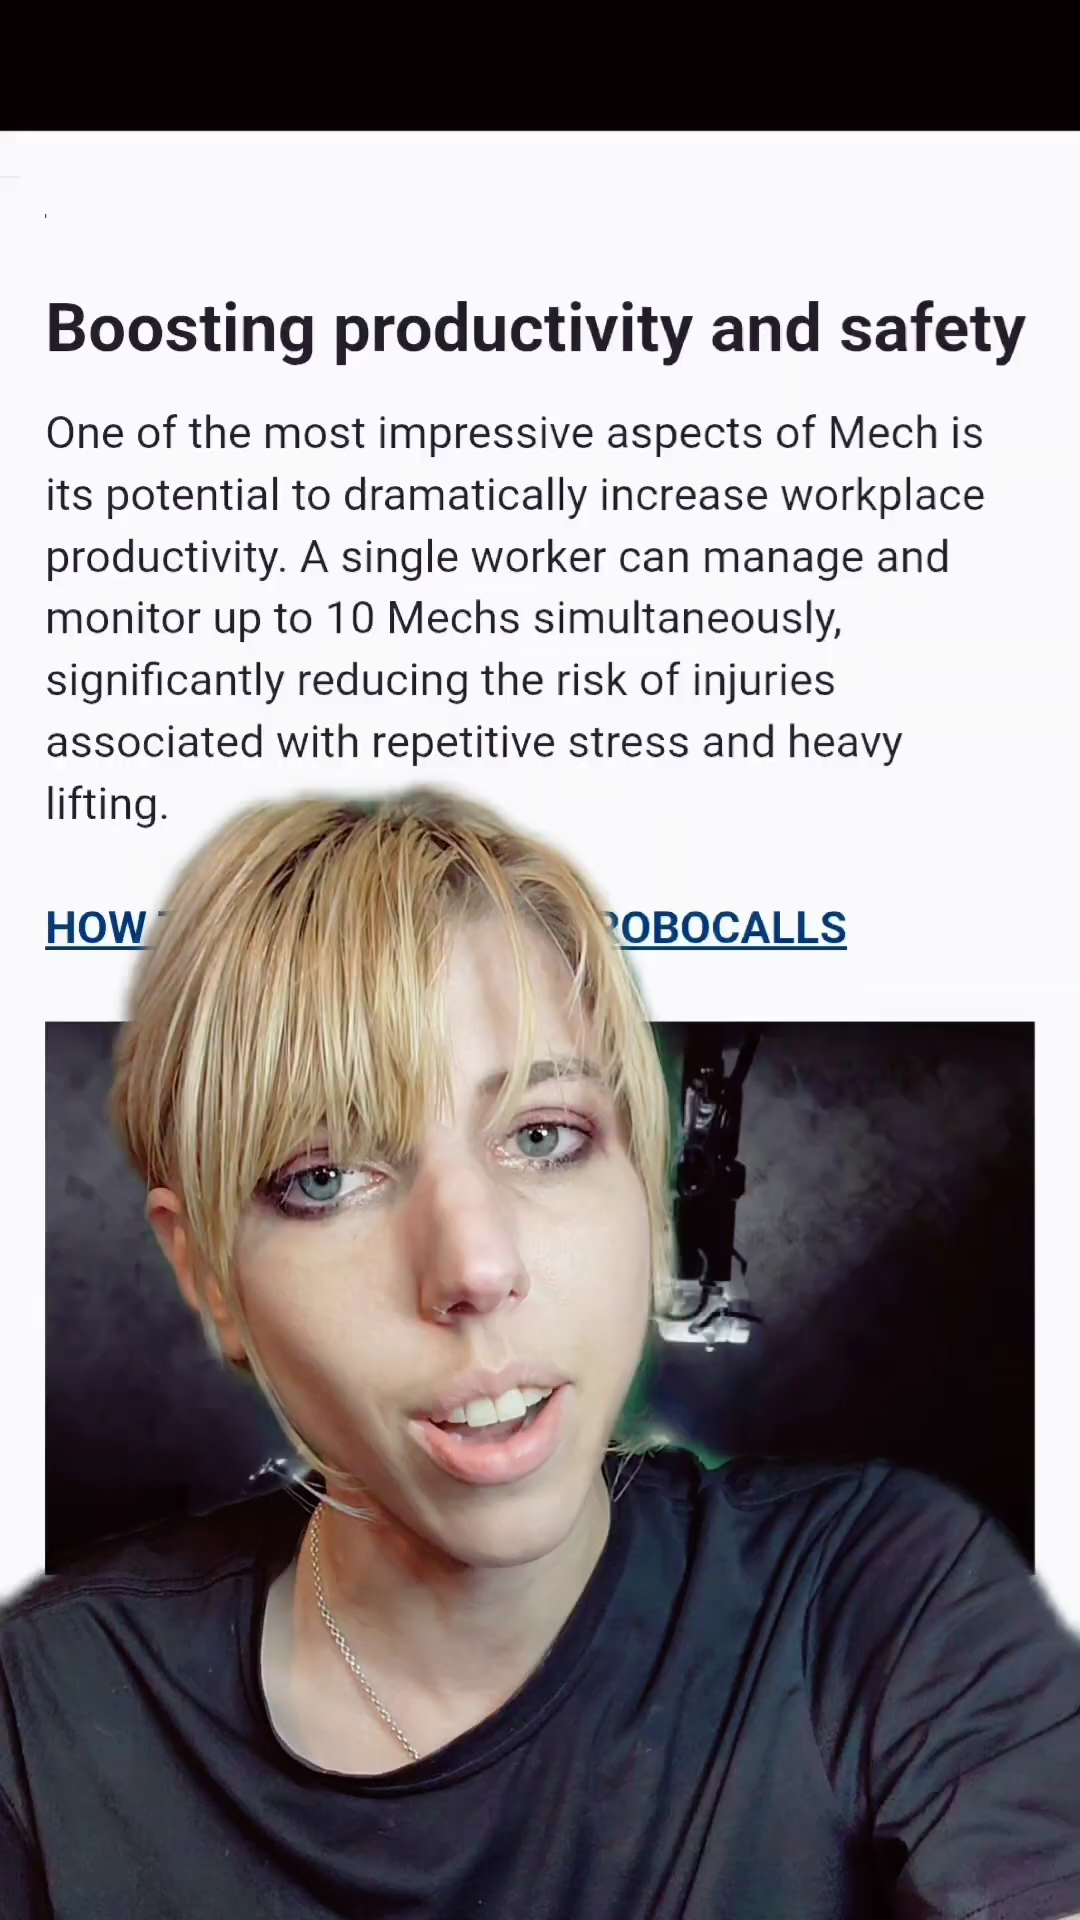 Boosting productivity and safety
One of the most impressive aspects of Mech is
its potential to dramatically increase workplace
productivity. A single worker can manage and
monitor up to 10 Mechs simultaneously,
significantly reducing the risk of injuries
associated with repetitive stress and heavy
lifting.
HOW ROBOCALLS